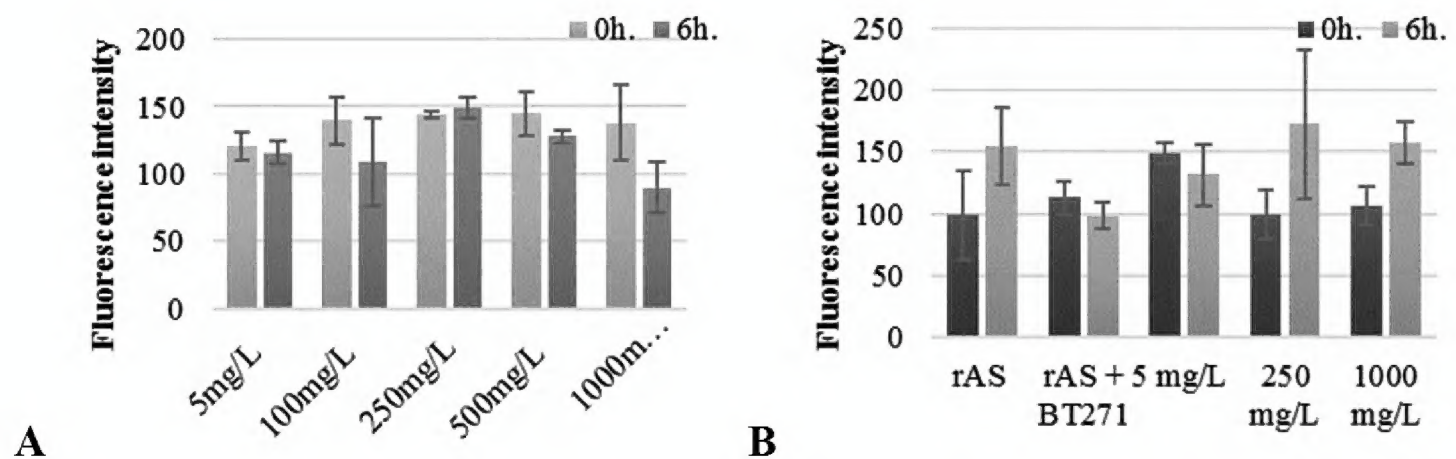 0h. 6h.
200
150
100
50
0
Fluorescence intensity
5mg/L
100mg/L
250mg/L
500mg/L
1000m...
A
0h. 6h.
250
200
150
100
50
0
Fluorescence intensity
rAS
rAS +
BT271
5 mg/L
250
mg/L
1000
mg/L
B